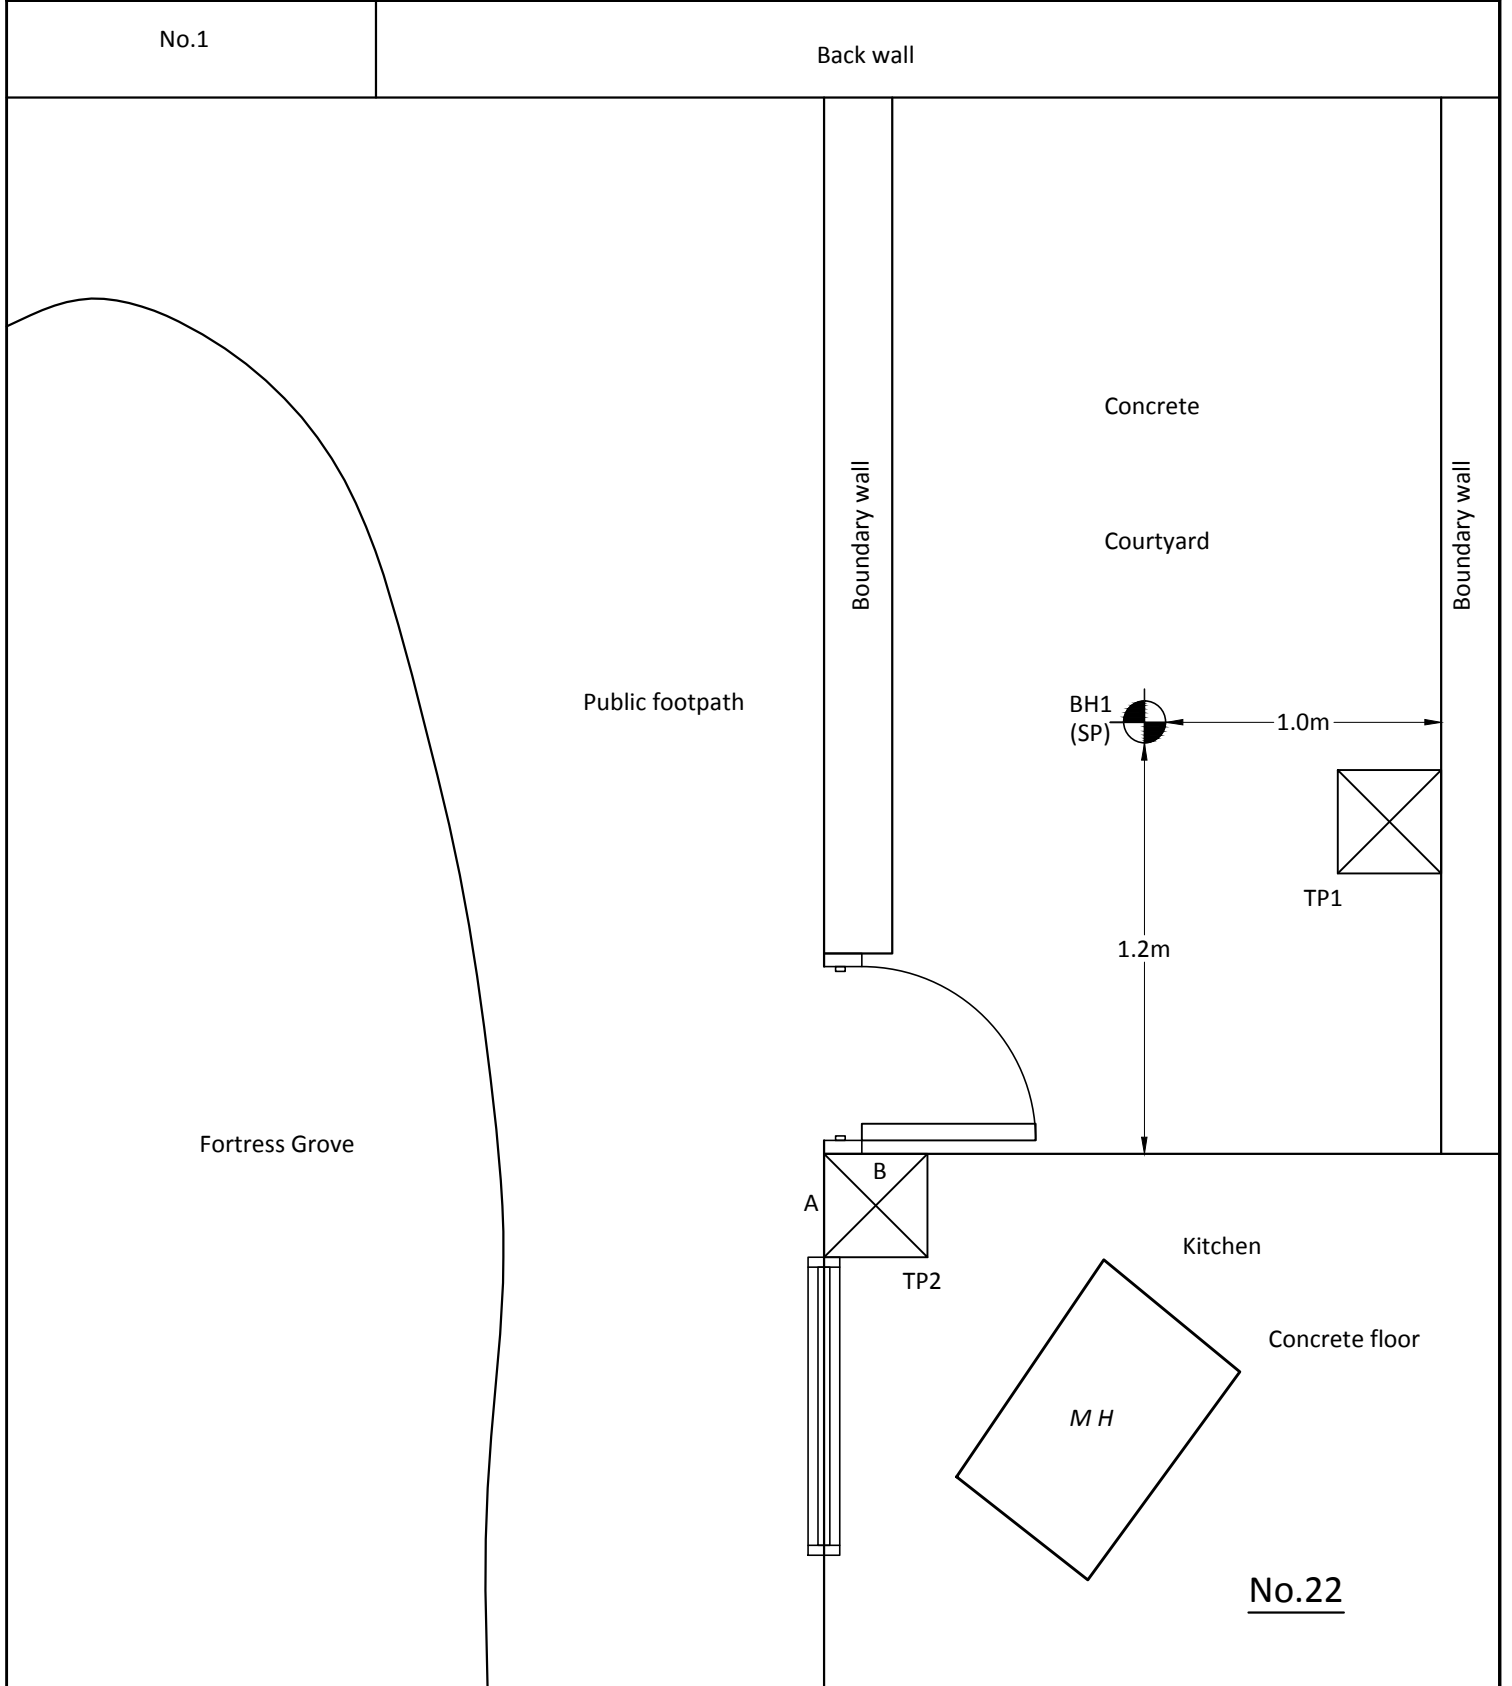 No.1
Back wall
Concrete
Boundary wall
Boundary wall
Courtyard
Public footpath
BH1
(SP)
1.0m
TP1
1.2m
Fortress Grove
B
A
Kitchen
TP2
Concrete floor
M H
No.22